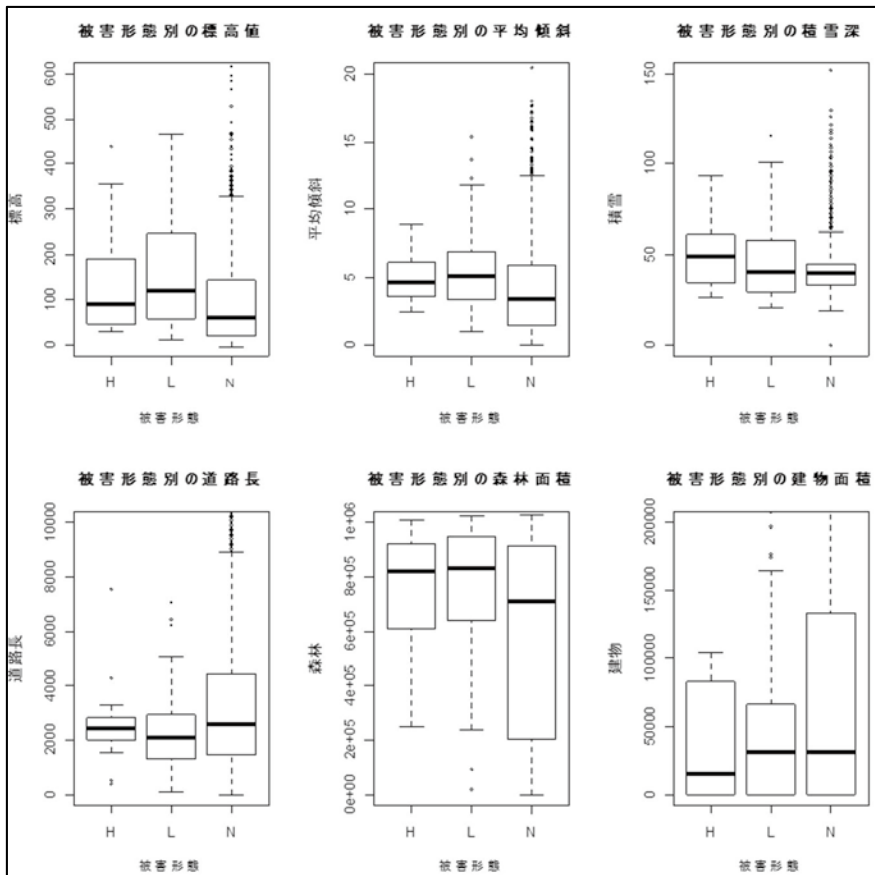 被害形態別の標高値
600
500
400
300
200
100
0
標高
H L N
被害形態
被害形態別の平均傾斜
20
15
10
5
0
平均傾斜
H L N
被害形態
被害形態別の積雪深
150
100
50
0
積雪
H L N
被害形態
被害形態別の道路長
10000
8000
6000
4000
2000
0
道路長
H L N
被害形態
被害形態別の森林面積
1e+06
8e+05
6e+05
4e+05
2e+05
0e+00
森林
H L N
被害形態
被害形態別の建物面積
200000
150000
100000
50000
0
建物
H L N
被害形態